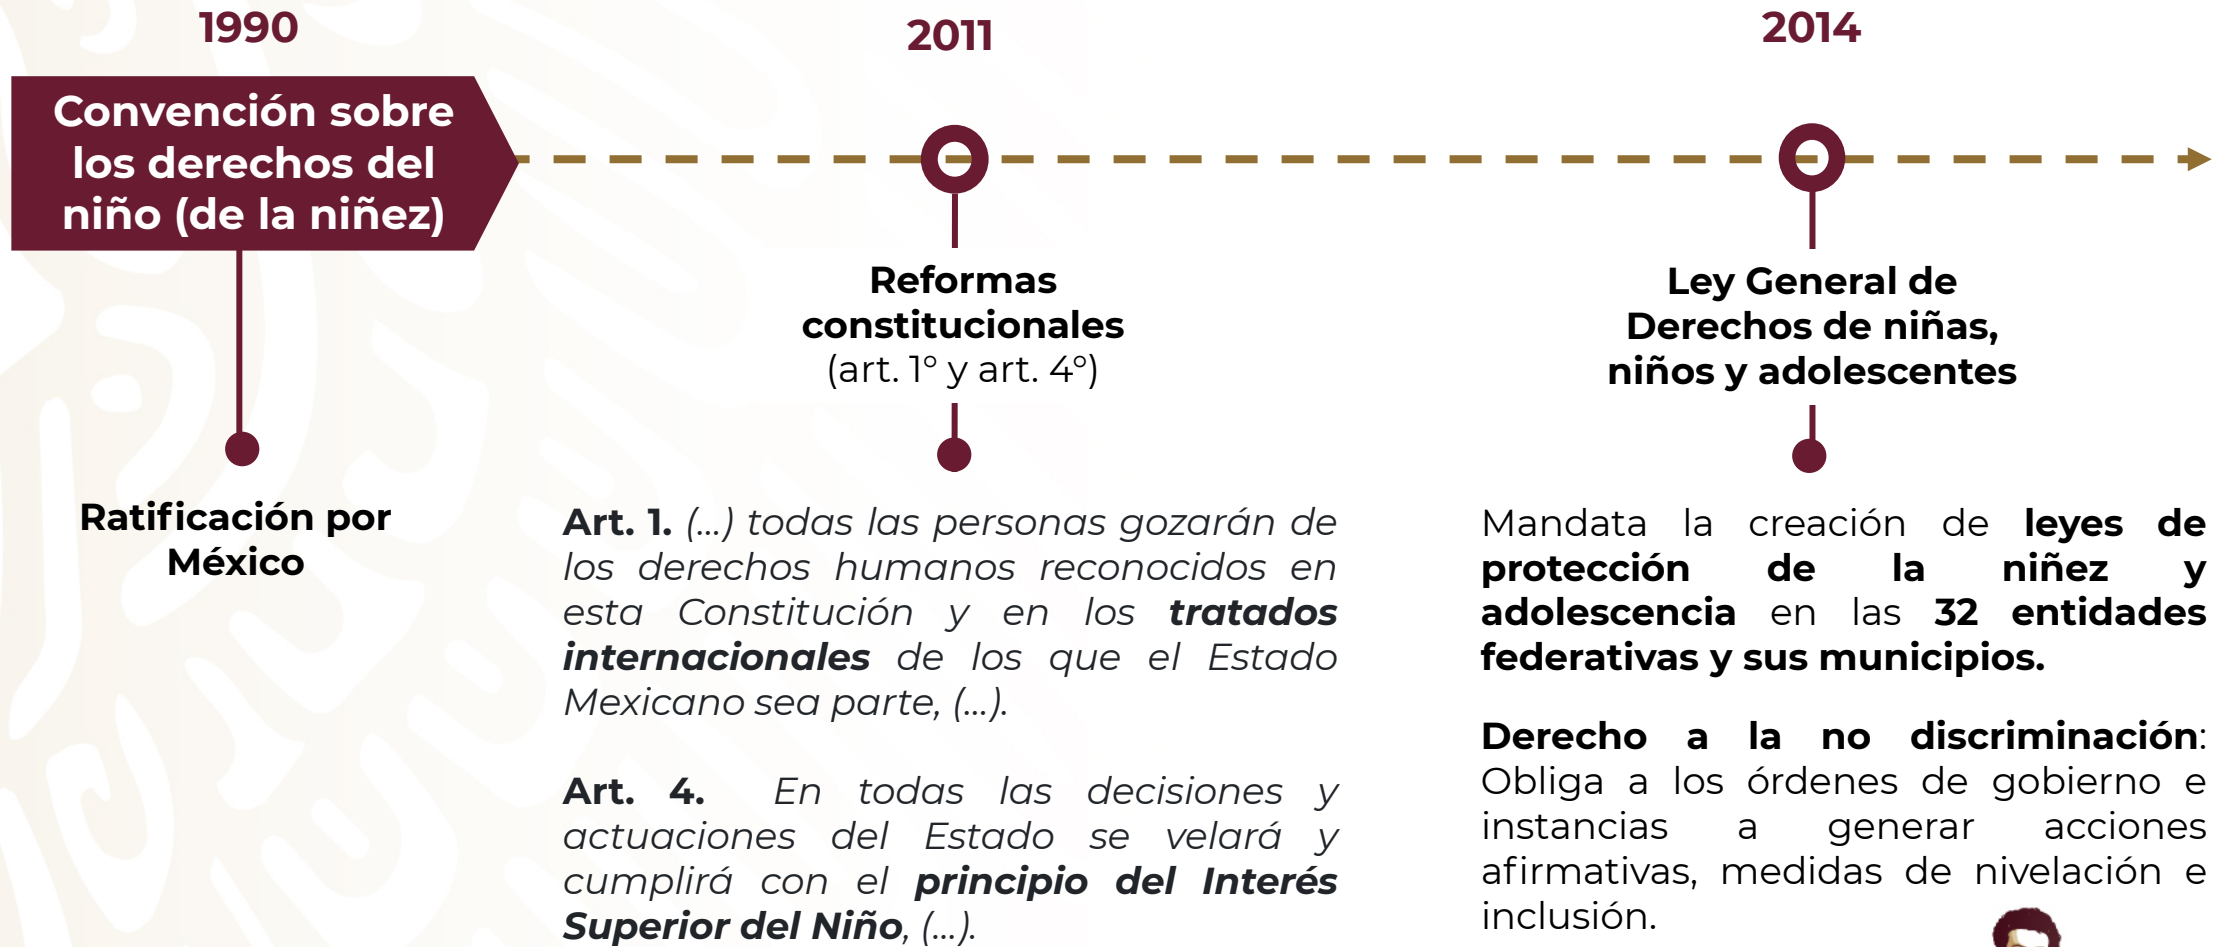 1990
Convención sobre
los derechos del
niño (de la niñez)
Ratificación por
México
2011
Reformas
constitucionales
(art. 1° y art. 4°)
Art. 1. (...) todas las personas gozarán de
los derechos humanos reconocidos en
esta Constitución y en los tratados
internacionales de los que el Estado
Mexicano sea parte, (...).
Art. 4. En todas las decisiones y
actuaciones del Estado se velará y
cumplirá con el principio del Interés
Superior del Niño, (...).
2014
Ley General de
Derechos de niñas,
niños y adolescentes
Mandata la creación de leyes de
protección de la niñez y
adolescencia en las 32 entidades
federativas y sus municipios.
Derecho a la no discriminación:
Obliga a los órdenes de gobierno e
instancias a generar acciones
afirmativas, medidas de nivelación e
inclusión.